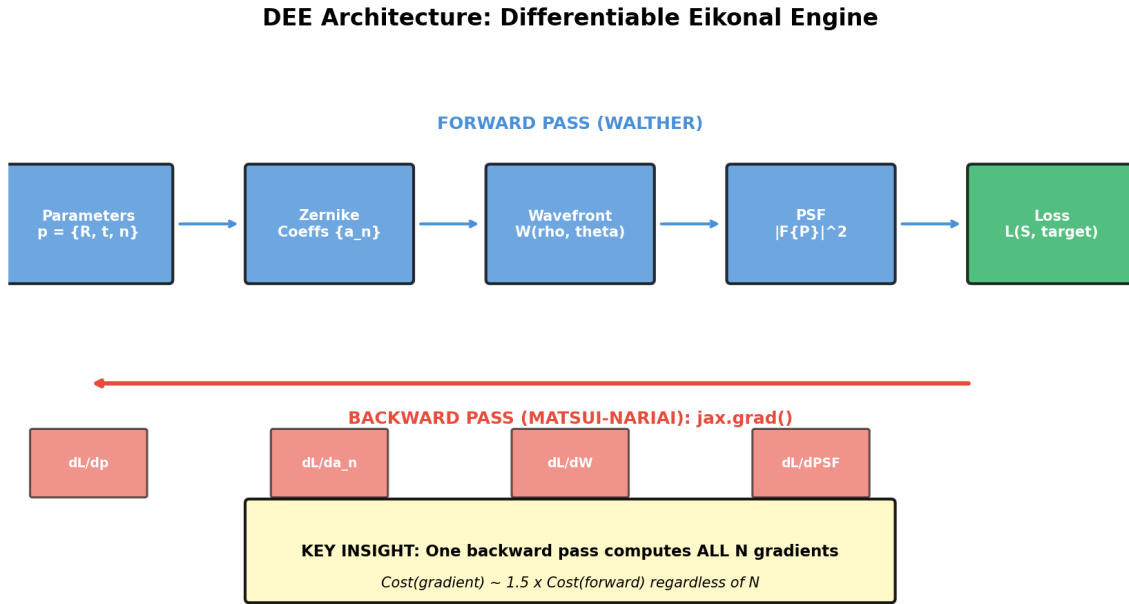 DEE Architecture: Differentiable Eikonal Engine
FORWARD PASS (WALTHER)
Parameters
p = {R, t, n}
Zernike
Coeffs {a_n}
Wavefront
W(rho, theta)
PSF
|F{P}|^2
Loss
L(S, target)
BACKWARD PASS (MATSUI-NARIAI): jax.grad()
dL/dp
dL/da_n
dL/dW
dL/dPSF
KEY INSIGHT: One backward pass computes ALL N gradients
Cost(gradient) ~ 1.5 x Cost(forward) regardless of N